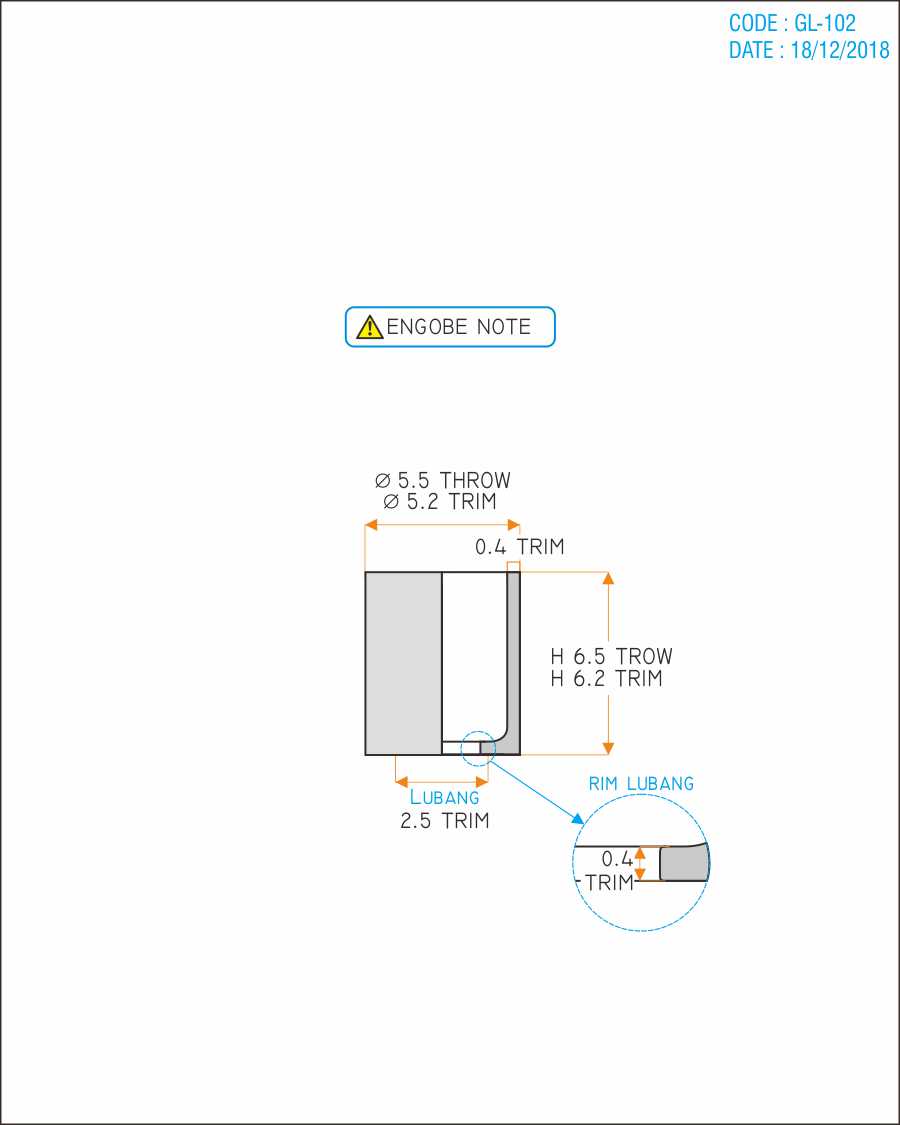 CODE : GL-102
DATE : 18/12/2018
ENGOBE NOTE
Ø 5.5 THROW
Ø 5.2 TRIM
0.4 TRIM
H 6.5 TROW
H 6.2 TRIM
RIM LUBANG
LUBANG
2.5 TRIM
0.4
TRIM